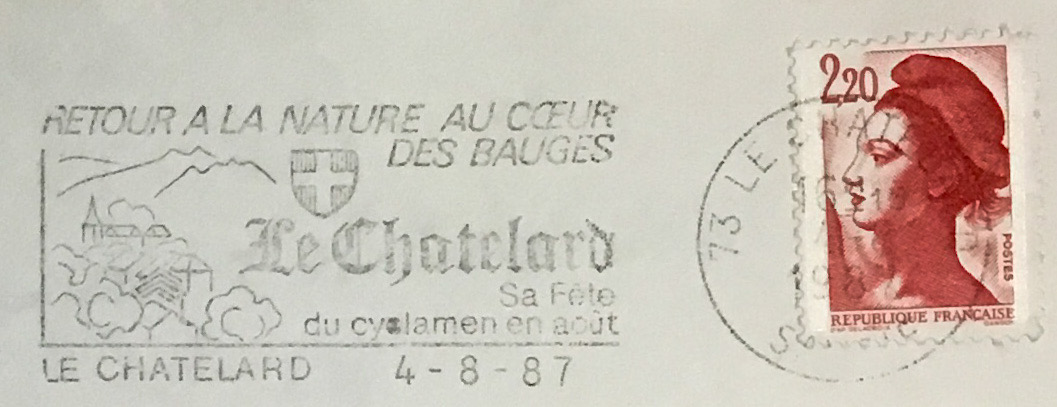 RETOUR A LA NATURE AU CŒUR
DES BAUGES
Le Chatelard
Sa Fête
du cyclamen en août
LE CHATELARD 4-8-87
73 LE
2,20
POSTES
REPUBLIQUE FRANÇAISE